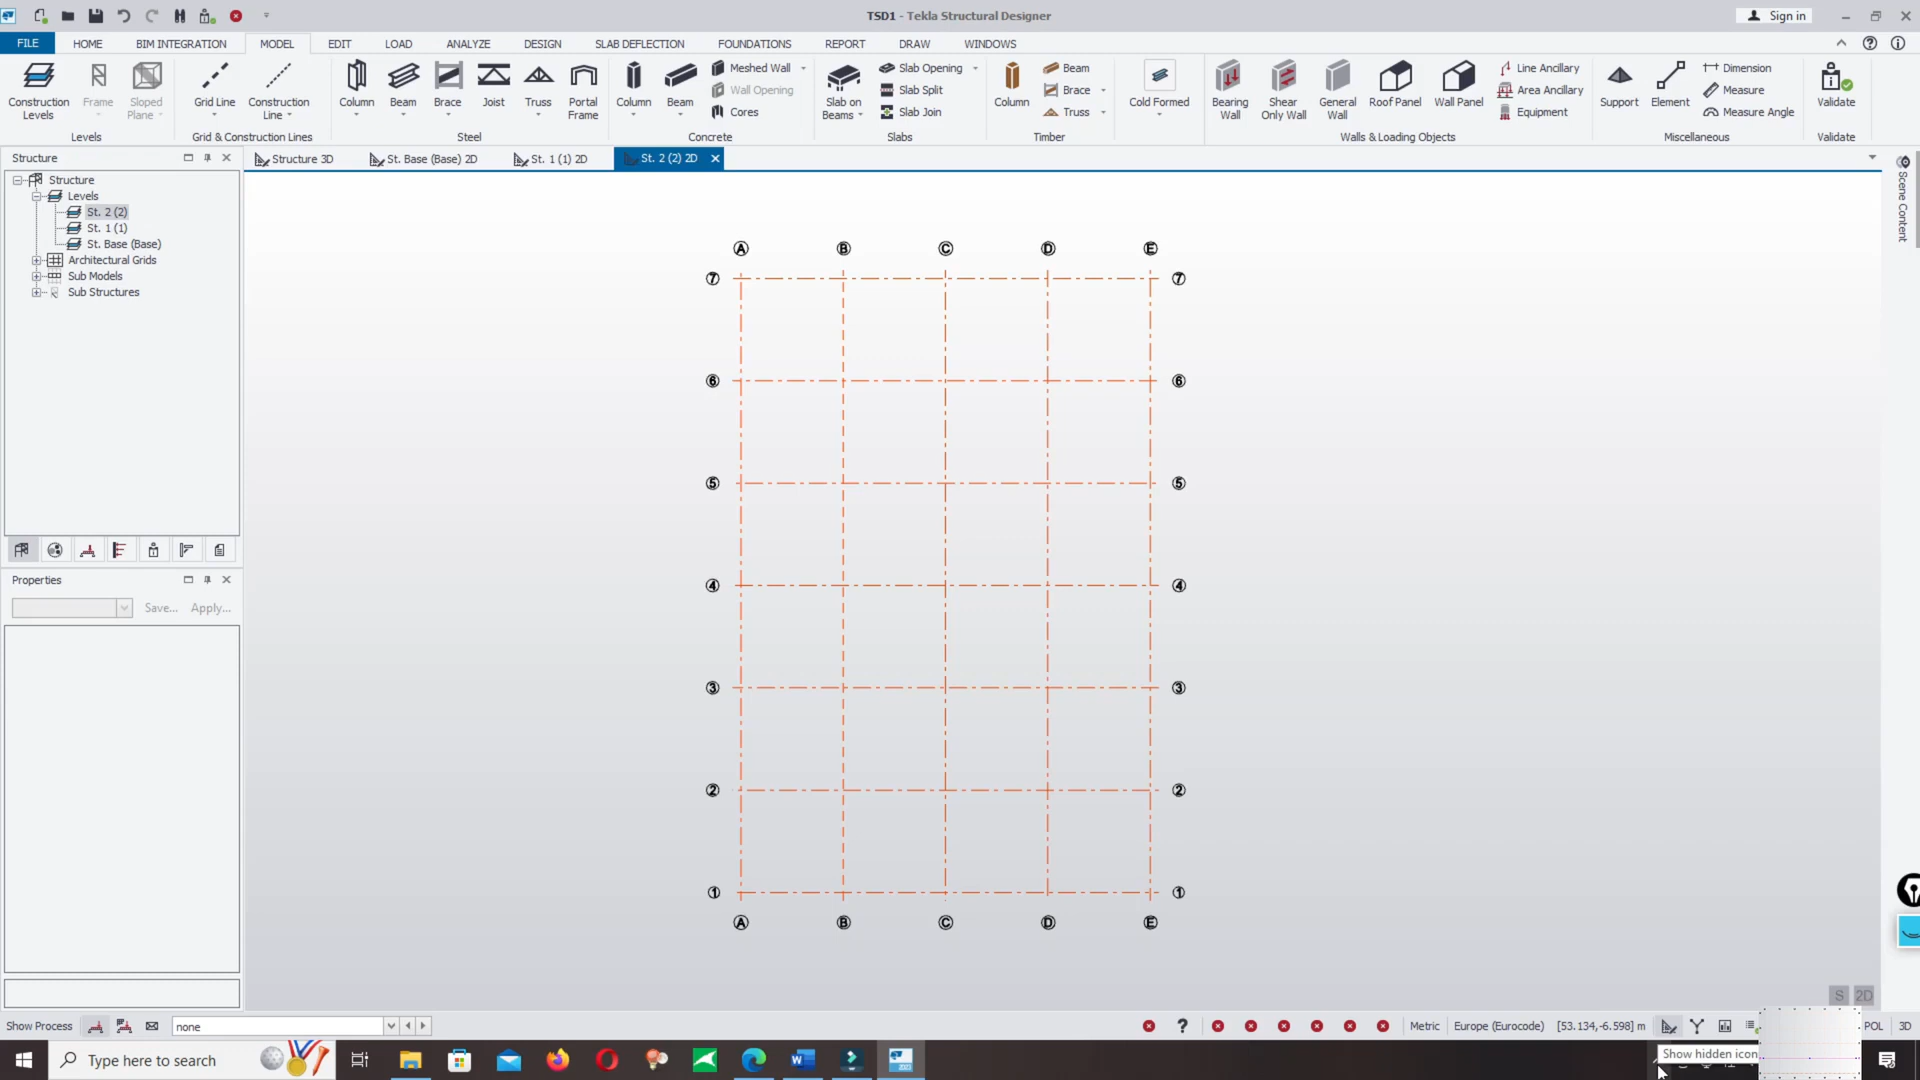 TSD1 - Tekla Structural Designer
Sign in
FILE HOME BIM INTEGRATION MODEL EDIT LOAD ANALYZE DESIGN SLAB DEFLECTION FOUNDATIONS REPORT DRAW WINDOWS
Construction Levels
Frame
Sloped Plane
Levels
Grid Line
Construction Line
Grid & Construction Lines
Column
Beam
Brace
Joist
Truss
Portal Frame
Steel
Column
Beam
Meshed Wall
Wall Opening
Cores
Concrete
Slab on Beams
Slab Opening
Slab Split
Slab Join
Slabs
Column
Beam
Brace
Truss
Timber
Cold Formed
Bearing Wall
Shear Only Wall
General Wall
Roof Panel
Wall Panel
Line Ancillary
Area Ancillary
Equipment
Walls & Loading Objects
Support
Element
Dimension
Measure
Measure Angle
Miscellaneous
Validate
Validate
Structure
Structure 3D
St. Base (Base) 2D
St. 1 (1) 2D
St. 2 (2) 2D
Scene Content
Structure
Levels
St. 2 (2)
St. 1 (1)
St. Base (Base)
Architectural Grids
Sub Models
Sub Structures
Properties
Save... Apply...
A B C D E
7 7
6 6
5 5
4 4
3 3
2 2
1 1
A B C D E
S 2D
Show Process
none
Metric
Europe (Eurocode)
[53.134,-6.598] m
POL
3D
Type here to search
Show hidden icon